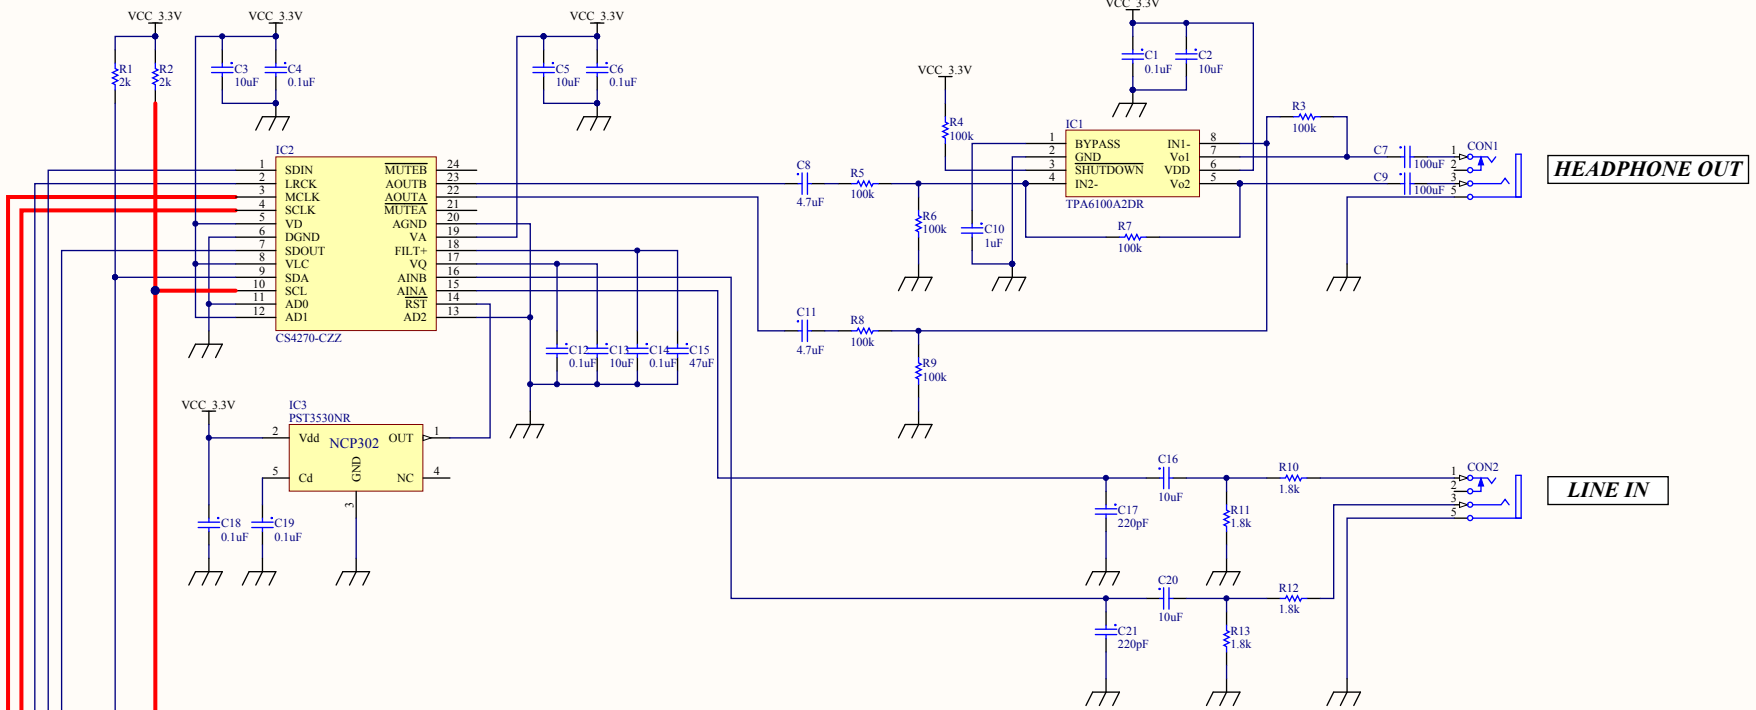 VCC_3.3V
VCC_3.3V
VCC_3.3V
VCC_3.3V
R1
2k
R2
2k
C3
10uF
C4
0.1uF
C5
10uF
C6
0.1uF
C1
0.1uF
C2
10uF
VCC_3.3V
R4
100k
IC1
1 BYPASS IN1- 8
2 GND Vo1 7
3 SHUTDOWN VDD 6
4 IN2- Vo2 5
TPA6100A2DR
R3
100k
C7
100uF
C9
100uF
CON1
1
2
3
5
HEADPHONE OUT
IC2
1 SDIN MUTEB 24
2 LRCK AOUTB 23
3 MCLK AOUTA 22
4 SCLK MUTEA 21
5 VD AGND 20
6 DGND VA 19
7 SDOUT FILT+ 18
8 VLC VQ 17
9 SDA AINB 16
10 SCL AINA 15
11 AD0 RST 14
12 AD1 AD2 13
CS4270-CZZ
C8
4.7uF
R5
100k
R6
100k
C10
1uF
R7
100k
C11
4.7uF
R8
100k
R9
100k
C12
0.1uF
C13
10uF
C14
0.1uF
C15
47uF
VCC_3.3V
IC3
PST3530NR
2 Vdd NCP302 OUT 1
5 Cd GND NC 4
3
C18
0.1uF
C19
0.1uF
C16
10uF
R10
1.8k
C17
220pF
R11
1.8k
CON2
1
2
3
5
LINE IN
C20
10uF
R12
1.8k
C21
220pF
R13
1.8k